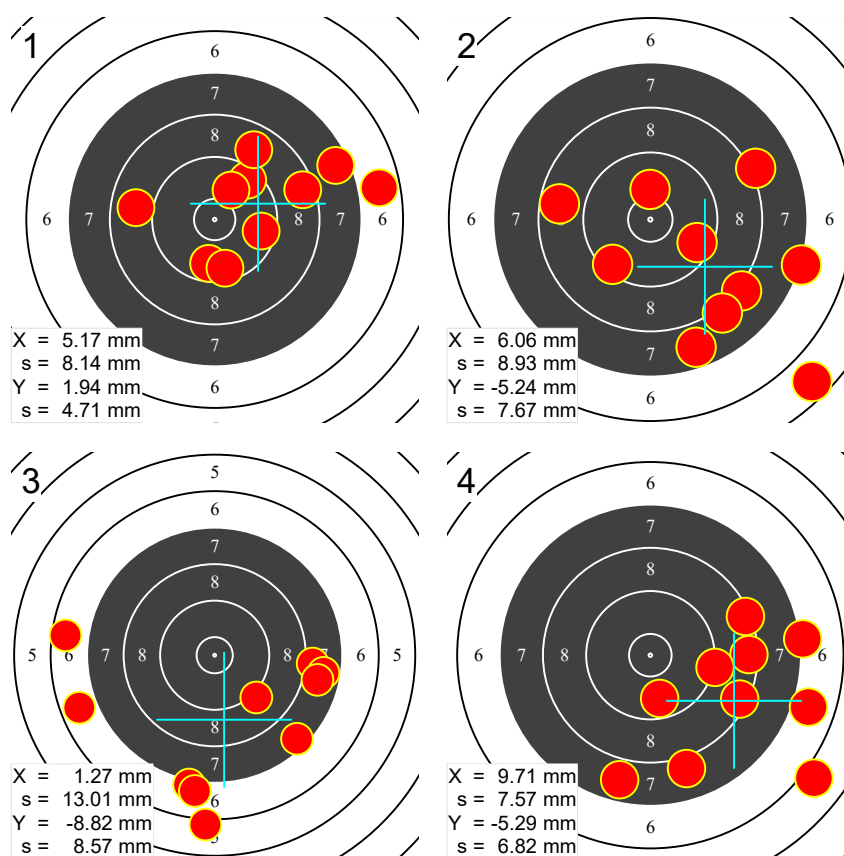 1
6
7
8
6 7 7 6
8
7
6
X = 5.17 mm
s = 8.14 mm
Y = 1.94 mm
s = 4.71 mm
2
6
7
8
6 7 8 7 6
8
7
6
X = 6.06 mm
s = 8.93 mm
Y = -5.24 mm
s = 7.67 mm
3
5
6
7
8
5 6 7 8 8 7 6 5
8
7
6
5
X = 1.27 mm
s = 13.01 mm
Y = -8.82 mm
s = 8.57 mm
4
6
7
8
6 7 8 7 6
8
7
6
X = 9.71 mm
s = 7.57 mm
Y = -5.29 mm
s = 6.82 mm